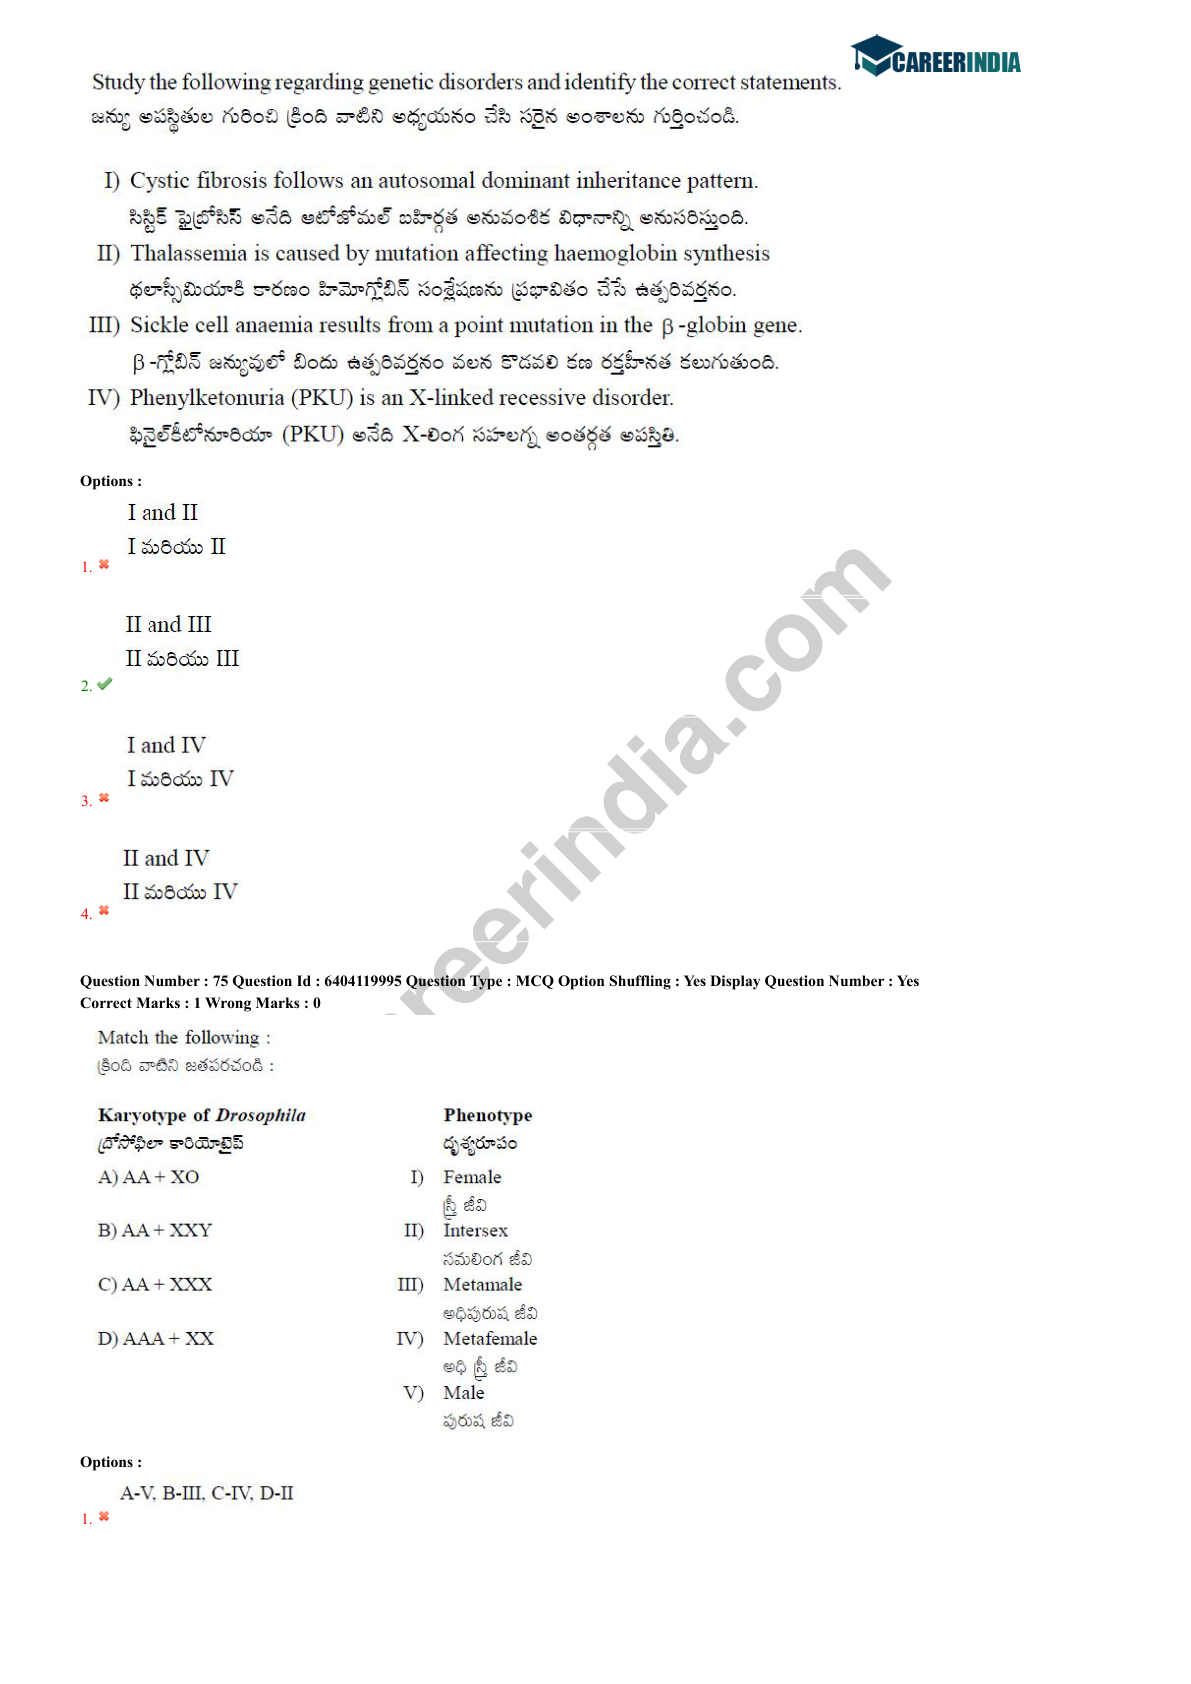 CAREERINDIA
Study the following regarding genetic disorders and identify the correct statements.
జన్యు అపస్థితుల గురించి క్రింది వాటిని అధ్యయనం చేసి సరైన అంశాలను గుర్తించండి.
I) Cystic fibrosis follows an autosomal dominant inheritance pattern.
సిస్టిక్ ఫైబ్రోసిస్ అనేది ఆటోజోమల్ బహిర్గత అనువంశిక విధానాన్ని అనుసరిస్తుంది.
II) Thalassemia is caused by mutation affecting haemoglobin synthesis
థలాస్సీమియాకి కారణం హిమోగ్లోబిన్ సంశ్లేషణను ప్రభావితం చేసే ఉత్పరివర్తనం.
III) Sickle cell anaemia results from a point mutation in the β -globin gene.
β -గ్లోబిన్ జన్యువులో బిందు ఉత్పరివర్తనం వలన కొడవలి కణ రక్తహీనత కలుగుతుంది.
IV) Phenylketonuria (PKU) is an X-linked recessive disorder.
ఫినైల్‌కీటోనూరియా (PKU) అనేది X-లింగ సహలగ్న అంతర్గత అపస్తితి.
Options :
I and II
I మరియు II
1.
II and III
II మరియు III
2.
I and IV
I మరియు IV
3.
II and IV
II మరియు IV
4.
careerindia.com
Question Number : 75 Question Id : 6404119995 Question Type : MCQ Option Shuffling : Yes Display Question Number : Yes
Correct Marks : 1 Wrong Marks : 0
Match the following :
క్రింది వాటిని జతపరచండి :
Karyotype of Drosophila Phenotype
డ్రోసోఫిలా కారియోటైప్ దృశ్యరూపం
A) AA + XO I) Female
స్త్రీ జీవి
B) AA + XXY II) Intersex
సమలింగ జీవి
C) AA + XXX III) Metamale
అధిపురుష జీవి
D) AAA + XX IV) Metafemale
అధి స్త్రీ జీవి
V) Male
పురుష జీవి
Options :
A-V, B-III, C-IV, D-II
1.